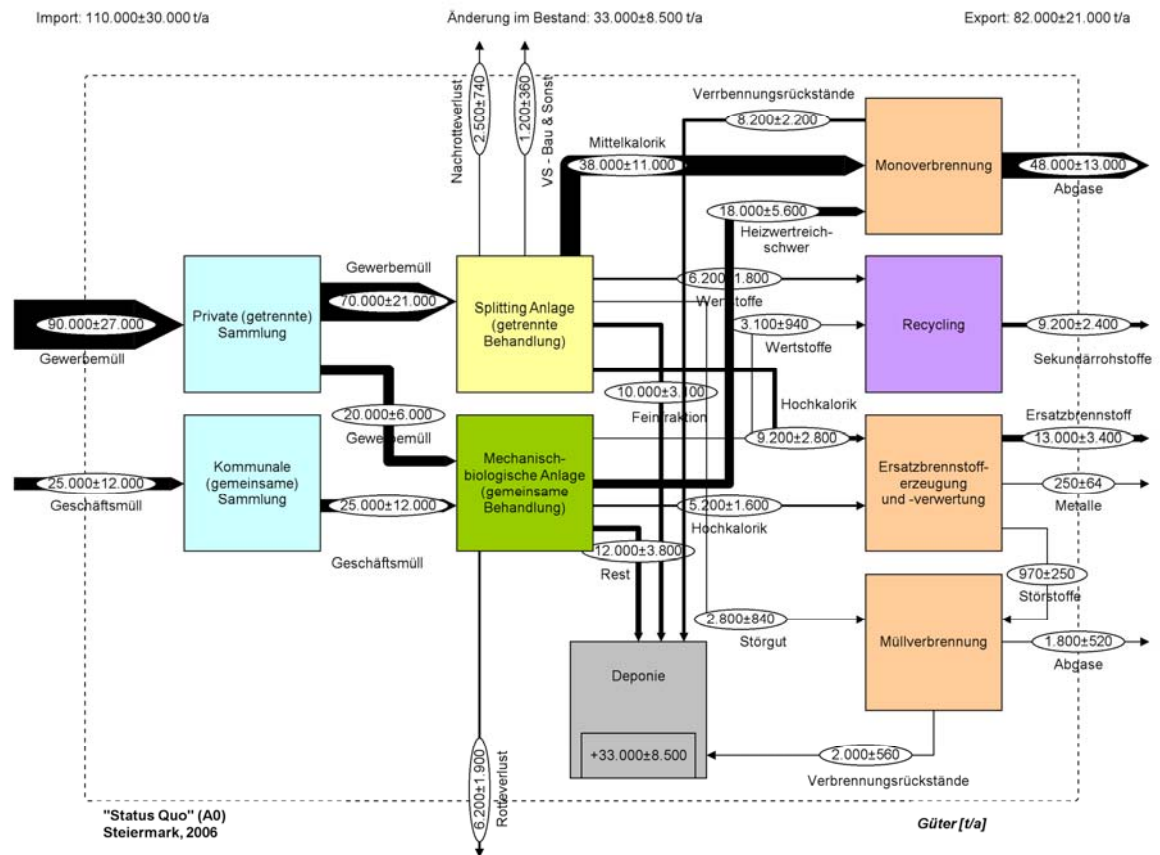 Import: 110.000±30.000 t/a
Änderung im Bestand: 33.000±8.500 t/a
Export: 82.000±21.000 t/a
Nachrotteverlust
2.500±740
1.200±360
VS - Bau & Sonst
Verrbennungsrückstände
8.200±2.200
Mittelkalorik
38.000±11.000
Monoverbrennung
48.000±13.000
Abgase
18.000±5.600
Heizwertreich-
schwer
Gewerbemüll
70.000±21.000
90.000±27.000
Gewerbemüll
Private (getrennte)
Sammlung
Splitting Anlage
(getrennte
Behandlung)
6.200±1.800
Wertstoffe
3.100±940
Wertstoffe
Recycling
9.200±2.400
Sekundärrohstoffe
10.000±3.100
Feinfraktion
20.000±6.000
Gewerbemüll
Hochkalorik
9.200±2.800
Ersatzbrennstoff
13.000±3.400
25.000±12.000
Geschäftsmüll
Kommunale
(gemeinsame)
Sammlung
25.000±12.000
Geschäftsmüll
Mechanisch-
biologische Anlage
(gemeinsame
Behandlung)
5.200±1.600
Hochkalorik
Ersatzbrennstoff-
erzeugung
und -verwertung
250±64
Metalle
12.000±3.800
Rest
970±250
Störstoffe
2.800±840
Störgut
Müllverbrennung
1.800±520
Abgase
Deponie
+33.000±8.500
2.000±560
Verbrennungsrückstände
6.200±1.900
Rotteverlust
"Status Quo" (A0)
Steiermark, 2006
Güter [t/a]